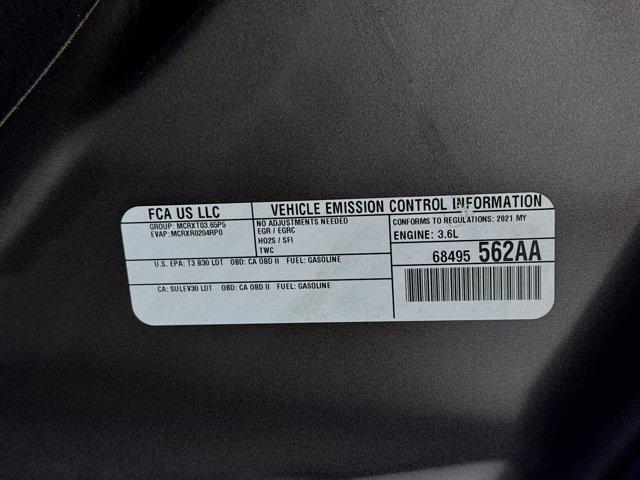 FCA US LLC
VEHICLE EMISSION CONTROL INFORMATION
GROUP: MCRXT03.65P5
EVAP: MCRXR0204RP0
NO ADJUSTMENTS NEEDED
EGR / EGRC
HO2S / SFI
TWC
CONFORMS TO REGULATIONS: 2021 MY
ENGINE: 3.6L
68495 562AA
U.S. EPA: T3 B30 LDT OBD: CA OBD II FUEL: GASOLINE
CA: SULEV30 LDT OBD: CA OBD II FUEL: GASOLINE